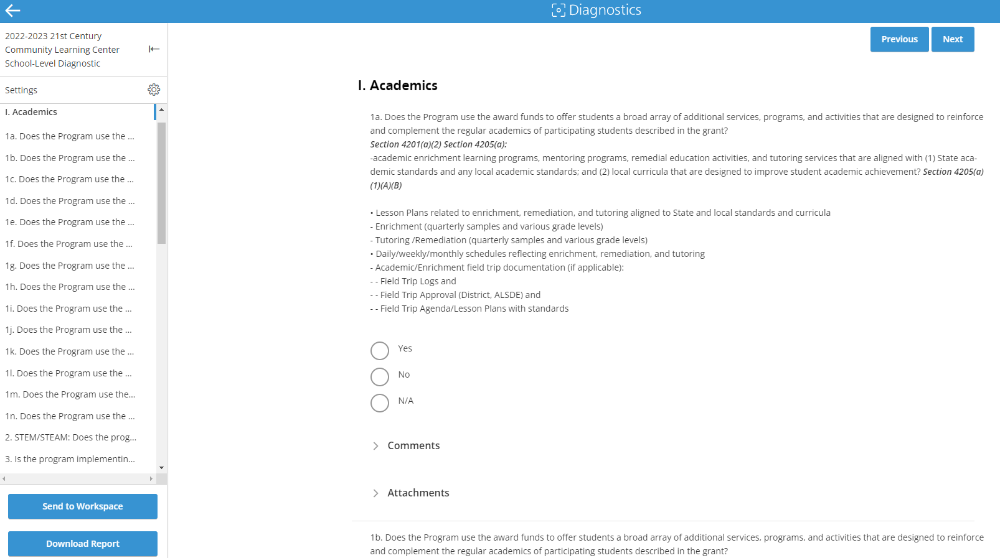 Diagnostics
2022-2023 21st Century
Community Learning Center
School-Level Diagnostic
Settings
I. Academics
1a. Does the Program use the ...
1b. Does the Program use the ...
1c. Does the Program use the ...
1d. Does the Program use the ...
1e. Does the Program use the ...
1f. Does the Program use the ...
1g. Does the Program use the ...
1h. Does the Program use the ...
1i. Does the Program use the ...
1j. Does the Program use the ...
1k. Does the Program use the ...
1l. Does the Program use the ...
1m. Does the Program use the...
1n. Does the Program use the ...
2. STEM/STEAM: Does the prog...
3. Is the program implementin...
Send to Workspace
Download Report
Previous
Next
I. Academics
1a. Does the Program use the award funds to offer students a broad array of additional services, programs, and activities that are designed to reinforce
and complement the regular academics of participating students described in the grant?
Section 4201(a)(2) Section 4205(a):
-academic enrichment learning programs, mentoring programs, remedial education activities, and tutoring services that are aligned with (1) State aca-
demic standards and any local academic standards; and (2) local curricula that are designed to improve student academic achievement? Section 4205(a)
(1)(A)(B)
• Lesson Plans related to enrichment, remediation, and tutoring aligned to State and local standards and curricula
- Enrichment (quarterly samples and various grade levels)
- Tutoring /Remediation (quarterly samples and various grade levels)
• Daily/weekly/monthly schedules reflecting enrichment, remediation, and tutoring
- Academic/Enrichment field trip documentation (if applicable):
- - Field Trip Logs and
- - Field Trip Approval (District, ALSDE) and
- - Field Trip Agenda/Lesson Plans with standards
Yes
No
N/A
Comments
Attachments
1b. Does the Program use the award funds to offer students a broad array of additional services, programs, and activities that are designed to reinforce
and complement the regular academics of participating students described in the grant?